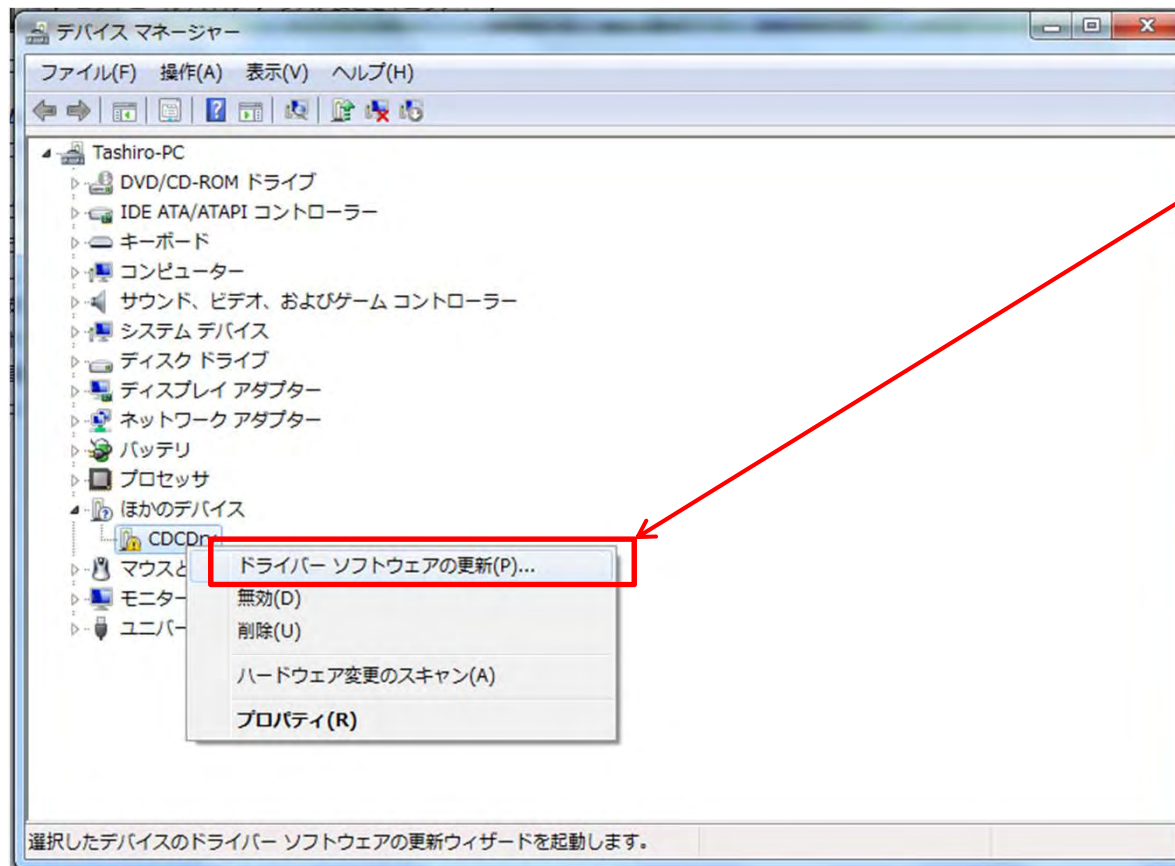 デバイス マネージャー
ファイル(F) 操作(A) 表示(V) ヘルプ(H)
Tashiro-PC
DVD/CD-ROM ドライブ
IDE ATA/ATAPI コントローラー
キーボード
コンピューター
サウンド、ビデオ、およびゲーム コントローラー
システム デバイス
ディスク ドライブ
ディスプレイ アダプター
ネットワーク アダプター
バッテリ
プロセッサ
ほかのデバイス
ドライバー ソフトウェアの更新(P)...
マウスと
無効(D)
モニター
削除(U)
ハードウェア変更のスキャン(A)
プロパティ(R)
選択したデバイスのドライバー ソフトウェアの更新ウィザードを起動します。